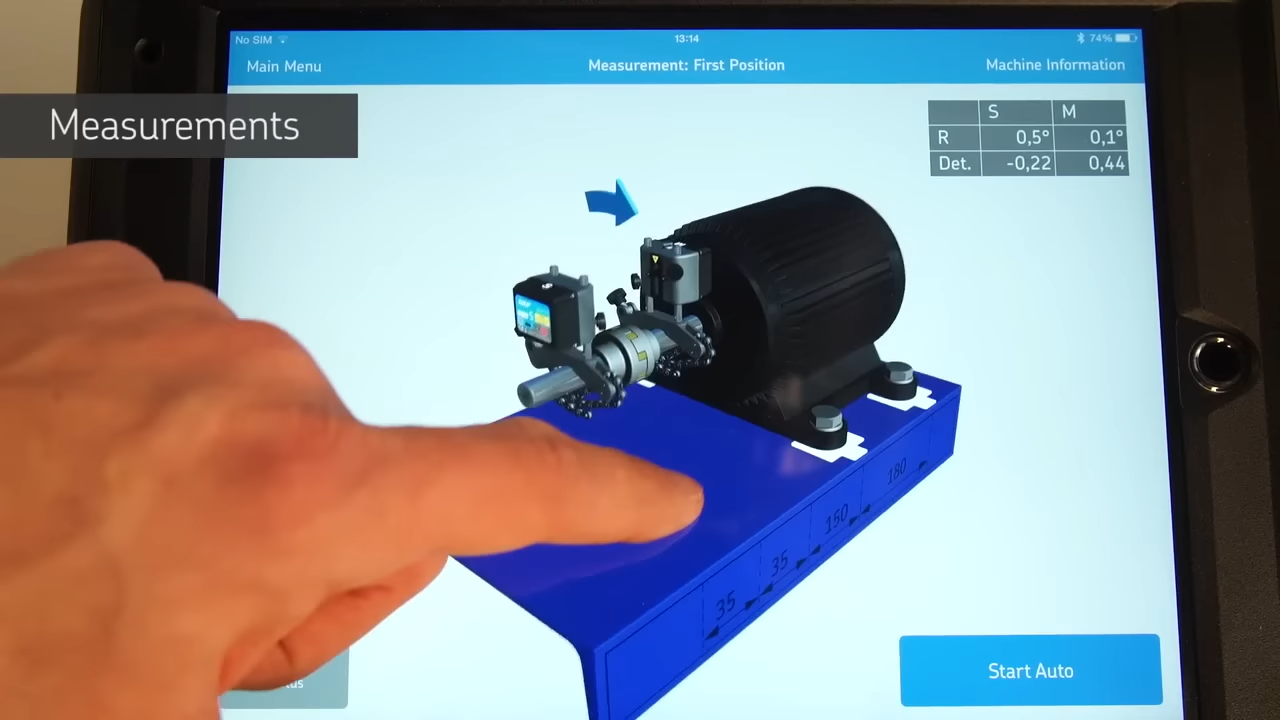 No SIM 13:14 74%
Main Menu Measurement: First Position Machine Information
Measurements
S M
R 0,5° 0,1°
Det. -0,22 0,44
180
150
35
35
Start Auto